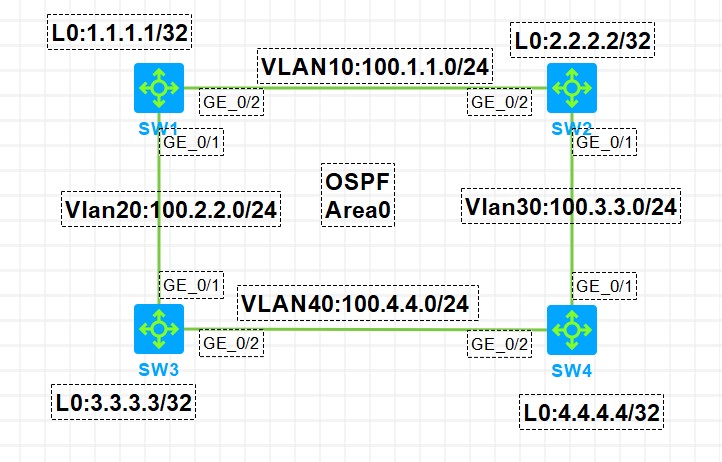 L0:1.1.1.1/32
L0:2.2.2.2/32
VLAN10:100.1.1.0/24
GE_0/2
GE_0/2
SW1
SW2
GE_0/1
GE_0/1
OSPF
Area0
Vlan20:100.2.2.0/24
Vlan30:100.3.3.0/24
GE_0/1
GE_0/1
VLAN40:100.4.4.0/24
GE_0/2
GE_0/2
SW3
SW4
L0:3.3.3.3/32
L0:4.4.4.4/32